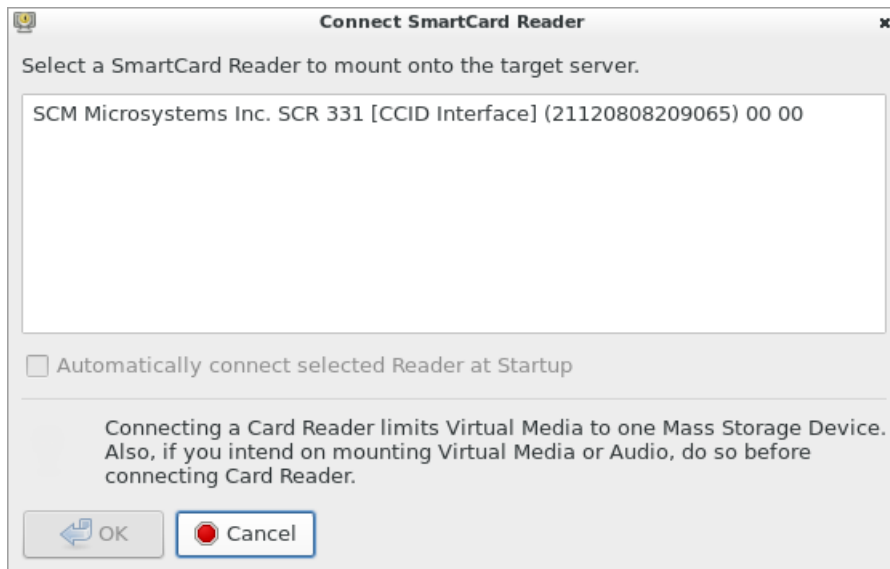 Connect SmartCard Reader
Select a SmartCard Reader to mount onto the target server.
SCM Microsystems Inc. SCR 331 [CCID Interface] (21120808209065) 00 00
Automatically connect selected Reader at Startup
Connecting a Card Reader limits Virtual Media to one Mass Storage Device.
Also, if you intend on mounting Virtual Media or Audio, do so before
connecting Card Reader.
OK Cancel